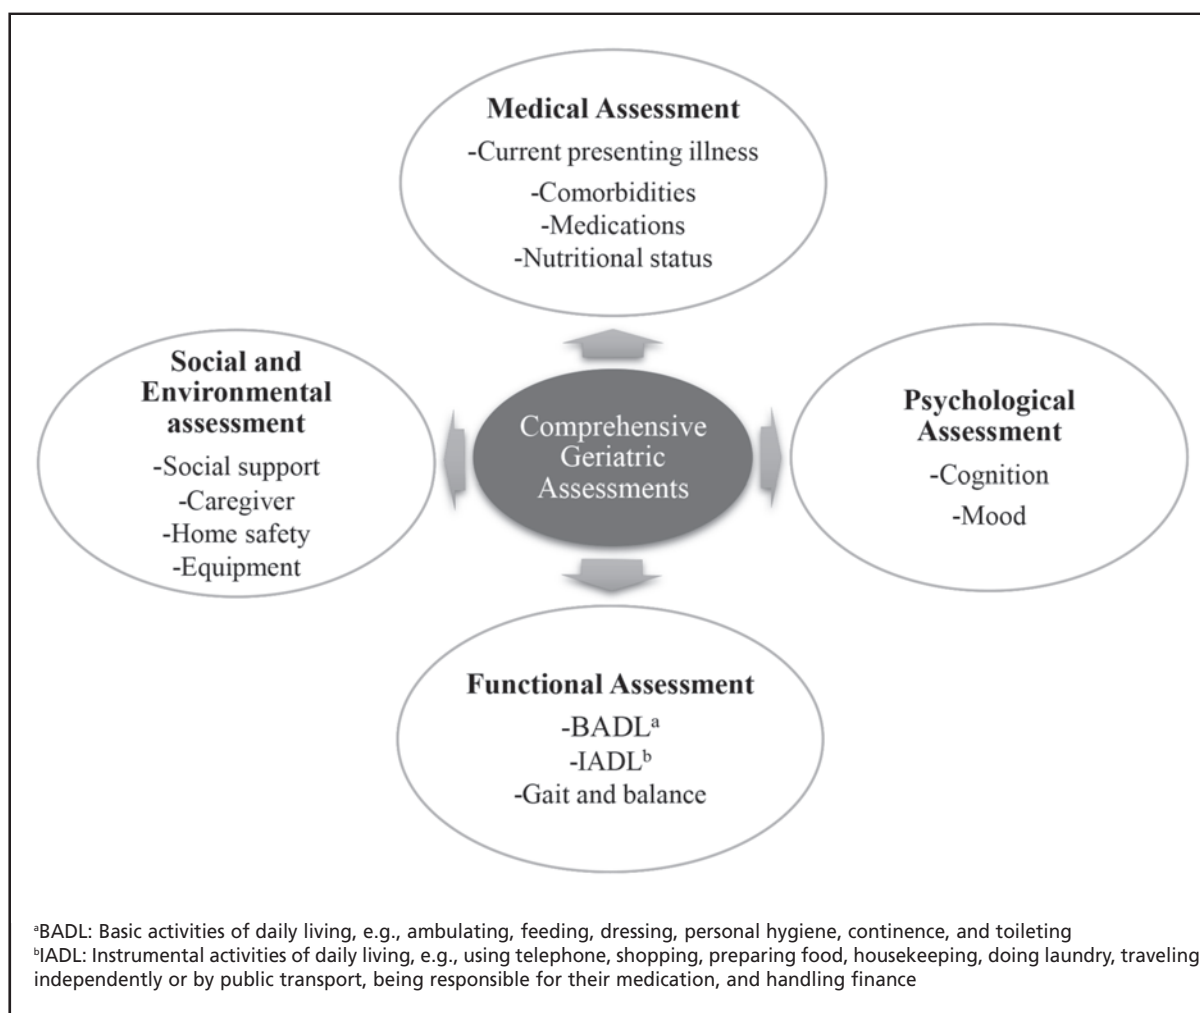 Medical Assessment
-Current presenting illness
-Comorbidities
-Medications
-Nutritional status
Social and
Environmental
assessment
-Social support
-Caregiver
-Home safety
-Equipment
Comprehensive
Geriatric
Assessments
Psychological
Assessment
-Cognition
-Mood
Functional Assessment
-BADLᵃ
-IADLᵇ
-Gait and balance
ᵃBADL: Basic activities of daily living, e.g., ambulating, feeding, dressing, personal hygiene, continence, and toileting
ᵇIADL: Instrumental activities of daily living, e.g., using telephone, shopping, preparing food, housekeeping, doing laundry, traveling
independently or by public transport, being responsible for their medication, and handling finance